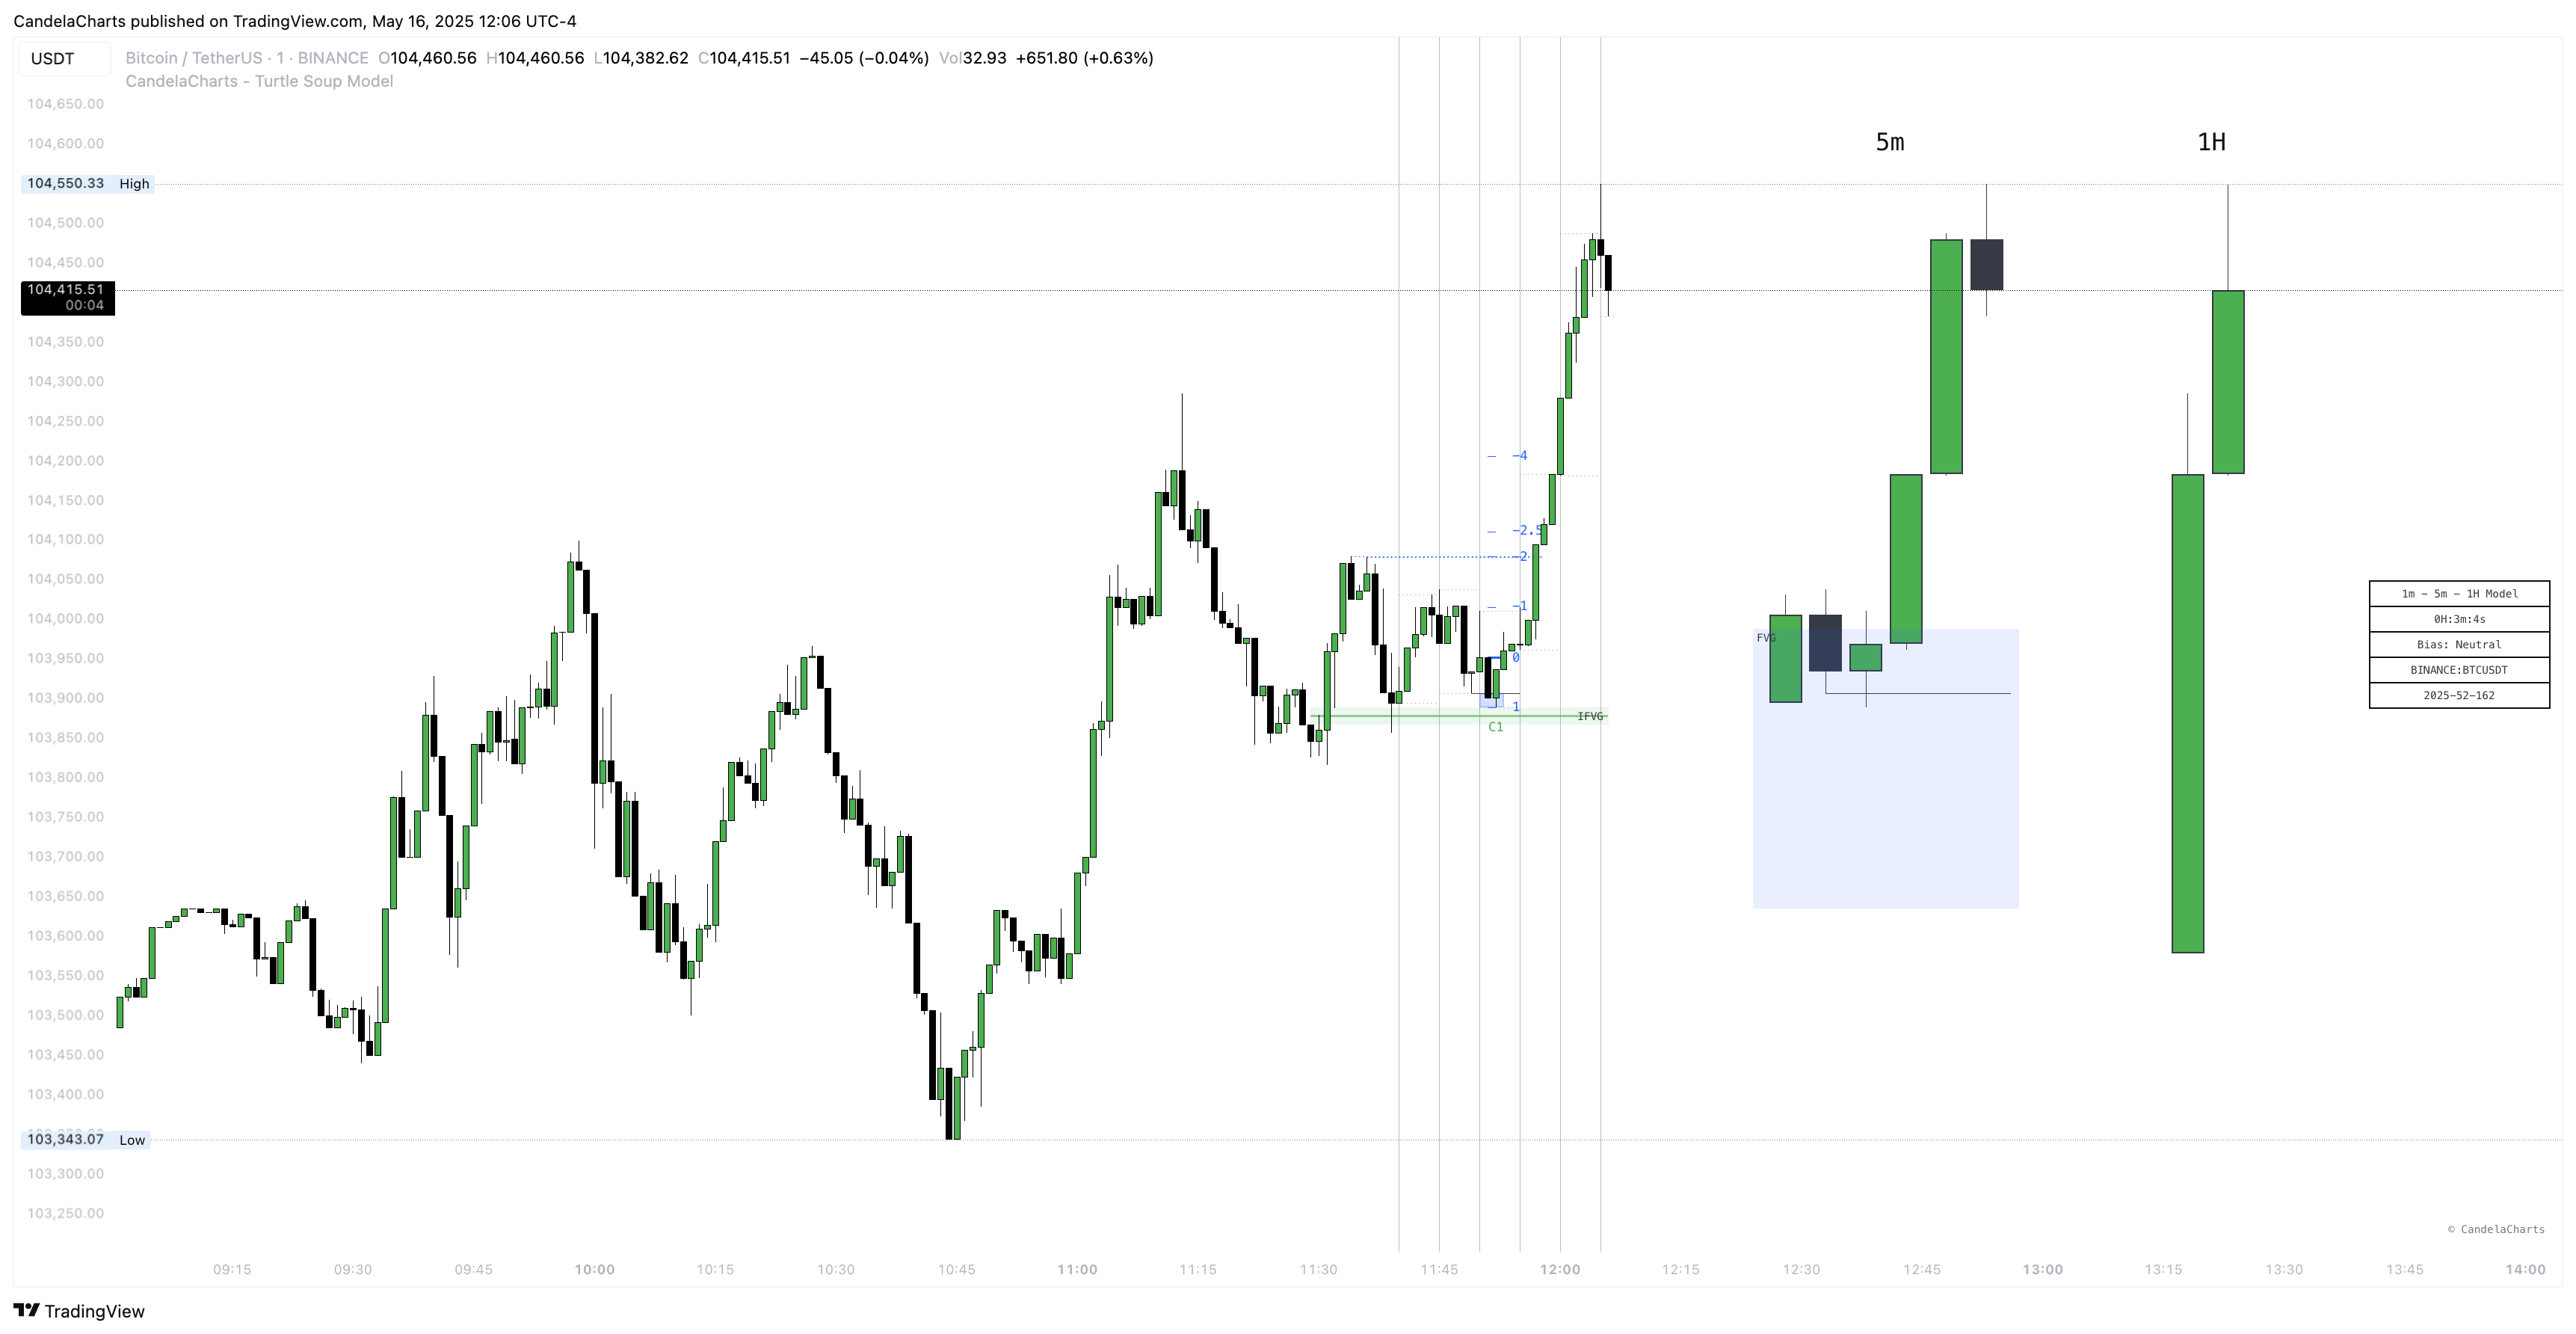 CandelaCharts published on TradingView.com, May 16, 2025 12:06 UTC-4
USDT
Bitcoin / TetherUS · 1 · BINANCE O104,460.56 H104,460.56 L104,382.62 C104,415.51 −45.05 (−0.04%) Vol32.93 +651.80 (+0.63%)
CandelaCharts - Turtle Soup Model
104,650.00
104,600.00
104,550.33 High
104,500.00
104,450.00
104,415.51
00:04
104,350.00
104,300.00
104,250.00
104,200.00
104,150.00
104,100.00
104,050.00
104,000.00
103,950.00
103,900.00
103,850.00
103,800.00
103,750.00
103,700.00
103,650.00
103,600.00
103,550.00
103,500.00
103,450.00
103,400.00
103,343.07 Low
103,300.00
103,250.00
−4
−2.5
−2
−1
0
1
IFVG
C1
5m
1H
FVG
1m - 5m - 1H Model
0H:3m:4s
Bias: Neutral
BINANCE:BTCUSDT
2025-52-162
© CandelaCharts
09:15 09:30 09:45 10:00 10:15 10:30 10:45 11:00 11:15 11:30 11:45 12:00 12:15 12:30 12:45 13:00 13:15 13:30 13:45 14:00
TradingView